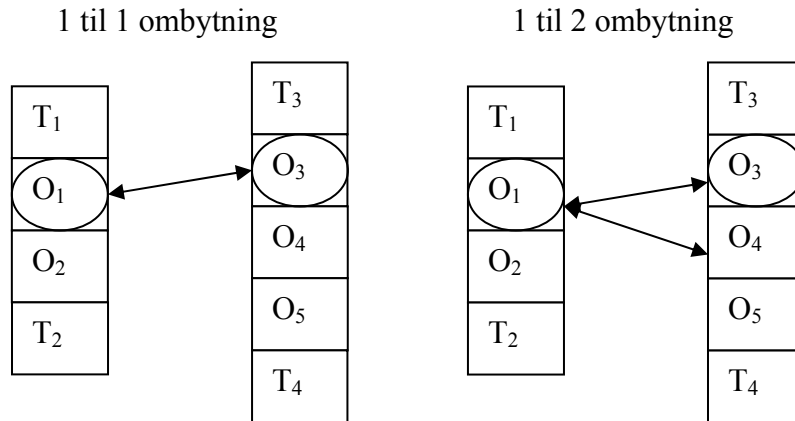 1 til 1 ombytning
T₁
O₁
O₂
T₂
T₃
O₃
O₄
O₅
T₄
1 til 2 ombytning
T₁
O₁
O₂
T₂
T₃
O₃
O₄
O₅
T₄